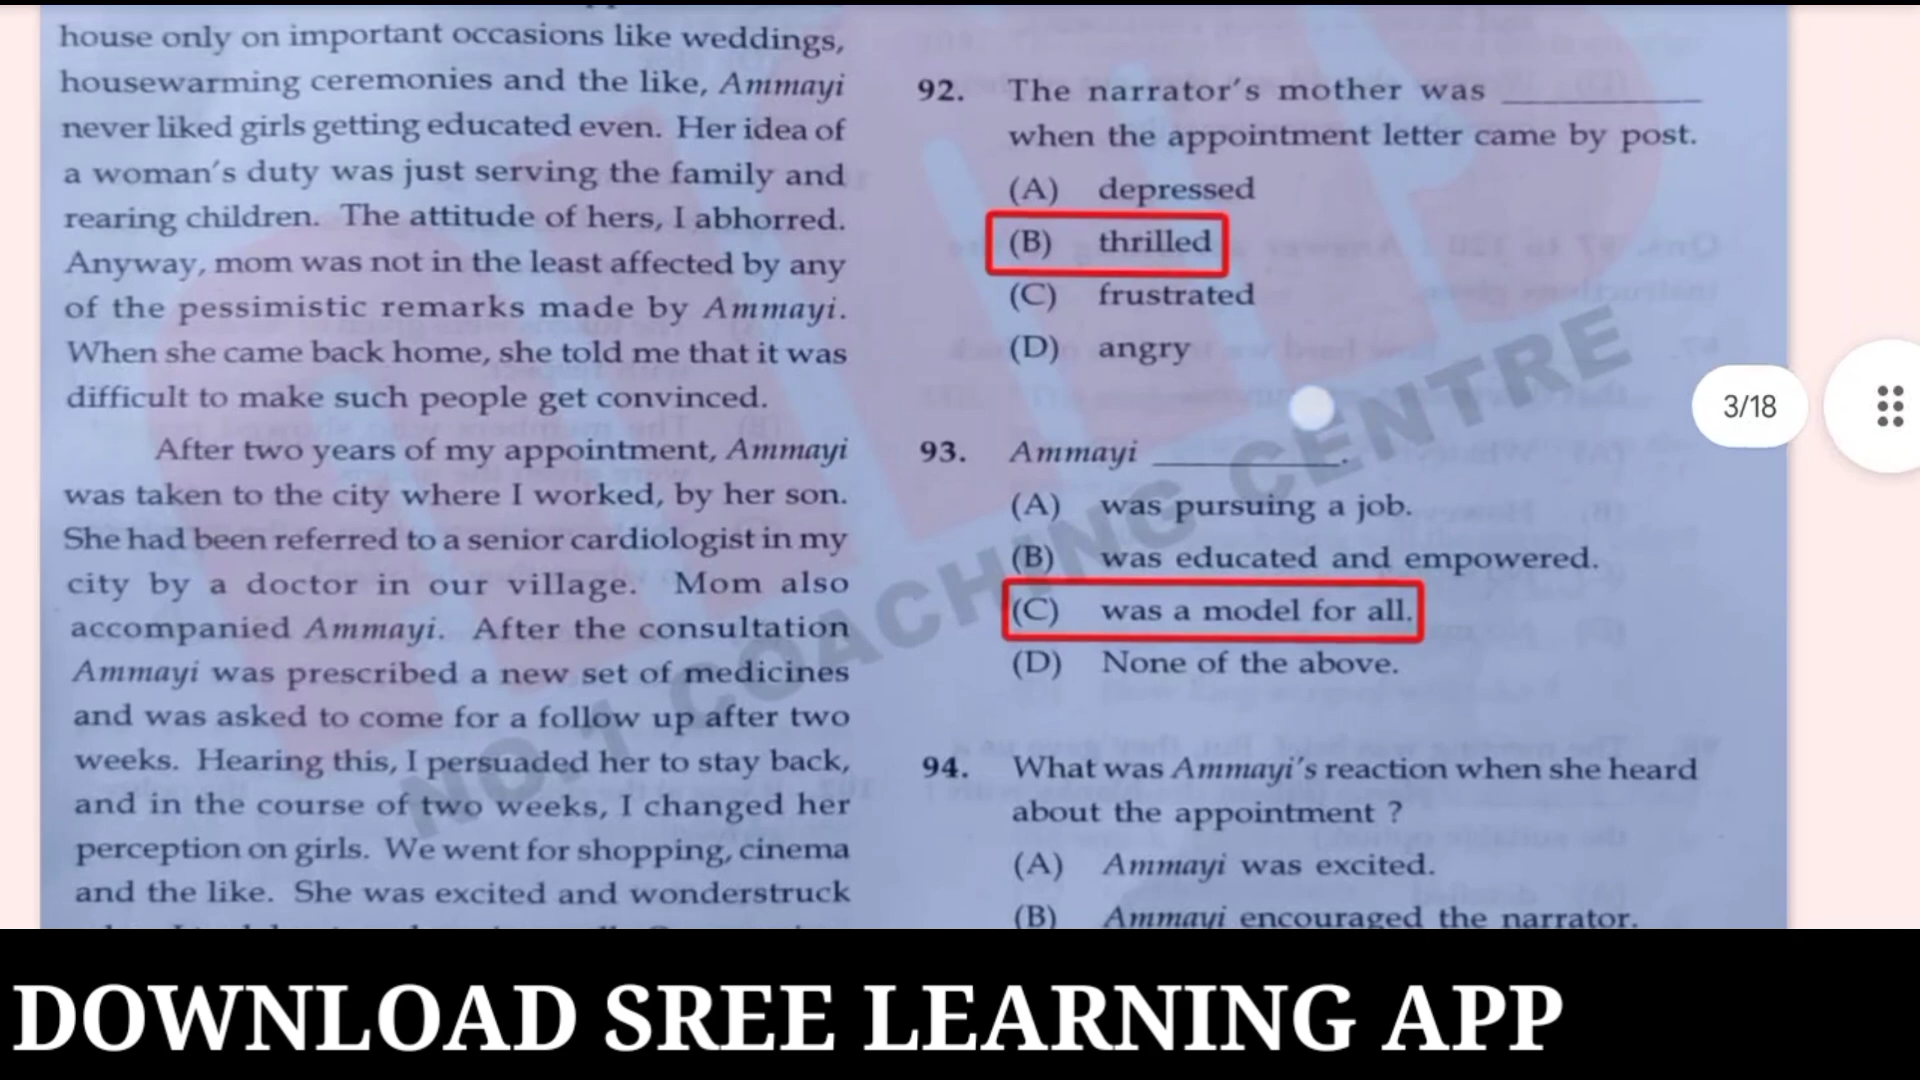 house only on important occasions like weddings,
housewarming ceremonies and the like, Ammayi
never liked girls getting educated even. Her idea of
a woman's duty was just serving the family and
rearing children. The attitude of hers, I abhorred.
Anyway, mom was not in the least affected by any
of the pessimistic remarks made by Ammayi.
When she came back home, she told me that it was
difficult to make such people get convinced.
After two years of my appointment, Ammayi
was taken to the city where I worked, by her son.
She had been referred to a senior cardiologist in my
city by a doctor in our village. Mom also
accompanied Ammayi. After the consultation
Ammayi was prescribed a new set of medicines
and was asked to come for a follow up after two
weeks. Hearing this, I persuaded her to stay back,
and in the course of two weeks, I changed her
perception on girls. We went for shopping, cinema
and the like. She was excited and wonderstruck
92. The narrator's mother was __________
when the appointment letter came by post.
(A) depressed
(B) thrilled
(C) frustrated
(D) angry
93. Ammayi __________.
(A) was pursuing a job.
(B) was educated and empowered.
(C) was a model for all.
(D) None of the above.
94. What was Ammayi's reaction when she heard
about the appointment ?
(A) Ammayi was excited.
(B) Ammayi encouraged the narrator.
NO.1 COACHING CENTRE
3/18
DOWNLOAD SREE LEARNING APP